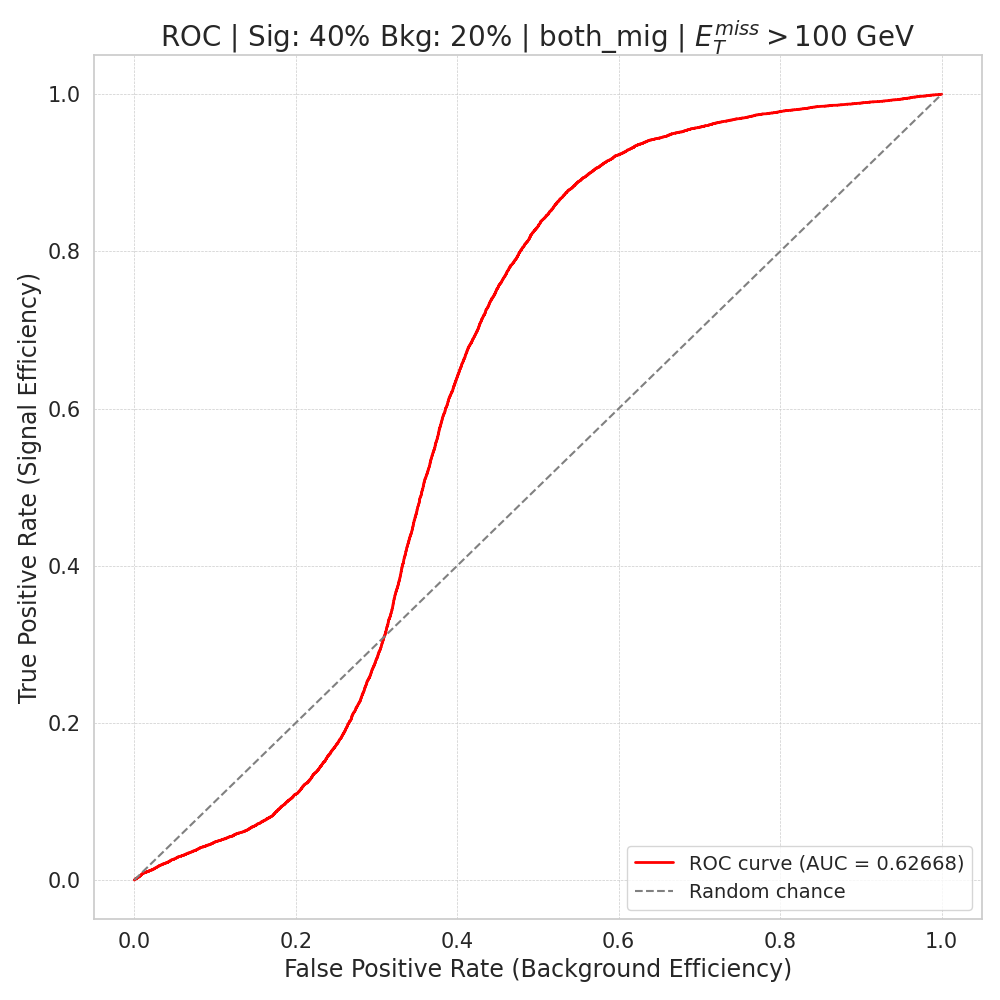 ROC | Sig: 40% Bkg: 20% | both_mig | $E_T^{miss} > 100$ GeV
True Positive Rate (Signal Efficiency)
1.0
0.8
0.6
0.4
0.2
0.0
ROC curve (AUC = 0.62668)
Random chance
0.0 0.2 0.4 0.6 0.8 1.0
False Positive Rate (Background Efficiency)